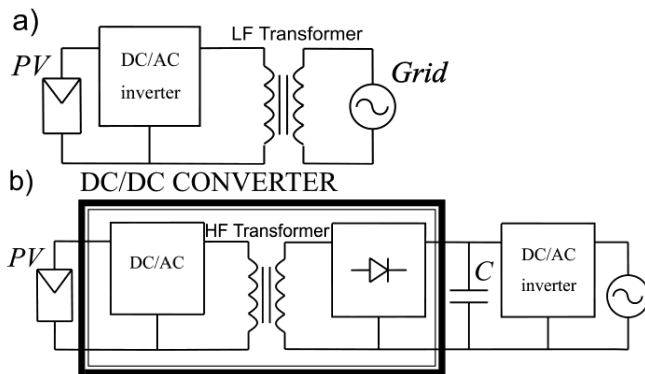 a)
LF Transformer
PV
DC/AC
inverter
Grid
b)
DC/DC CONVERTER
HF Transformer
PV
DC/AC
C
DC/AC
inverter